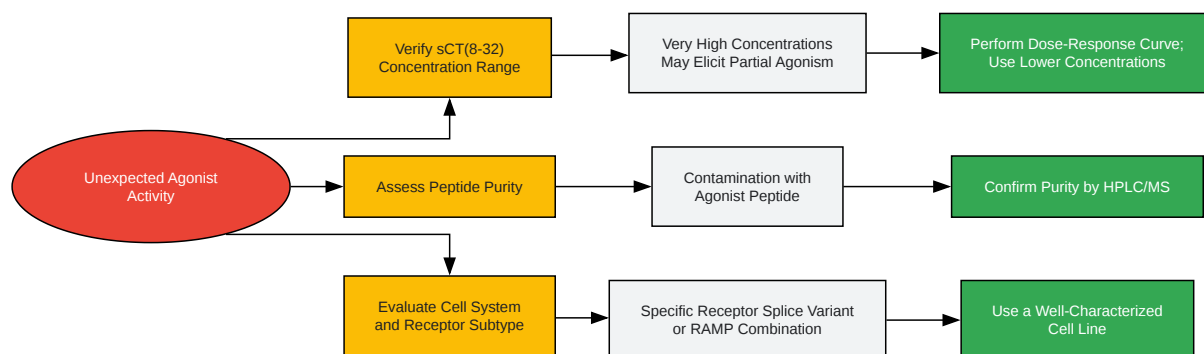 Verify sCT(8-32)
Concentration Range
Very High Concentrations
May Elicit Partial Agonism
Perform Dose-Response Curve;
Use Lower Concentrations
Unexpected Agonist
Activity
Assess Peptide Purity
Contamination with
Agonist Peptide
Confirm Purity by HPLC/MS
Evaluate Cell System
and Receptor Subtype
Specific Receptor Splice Variant
or RAMP Combination
Use a Well-Characterized
Cell Line